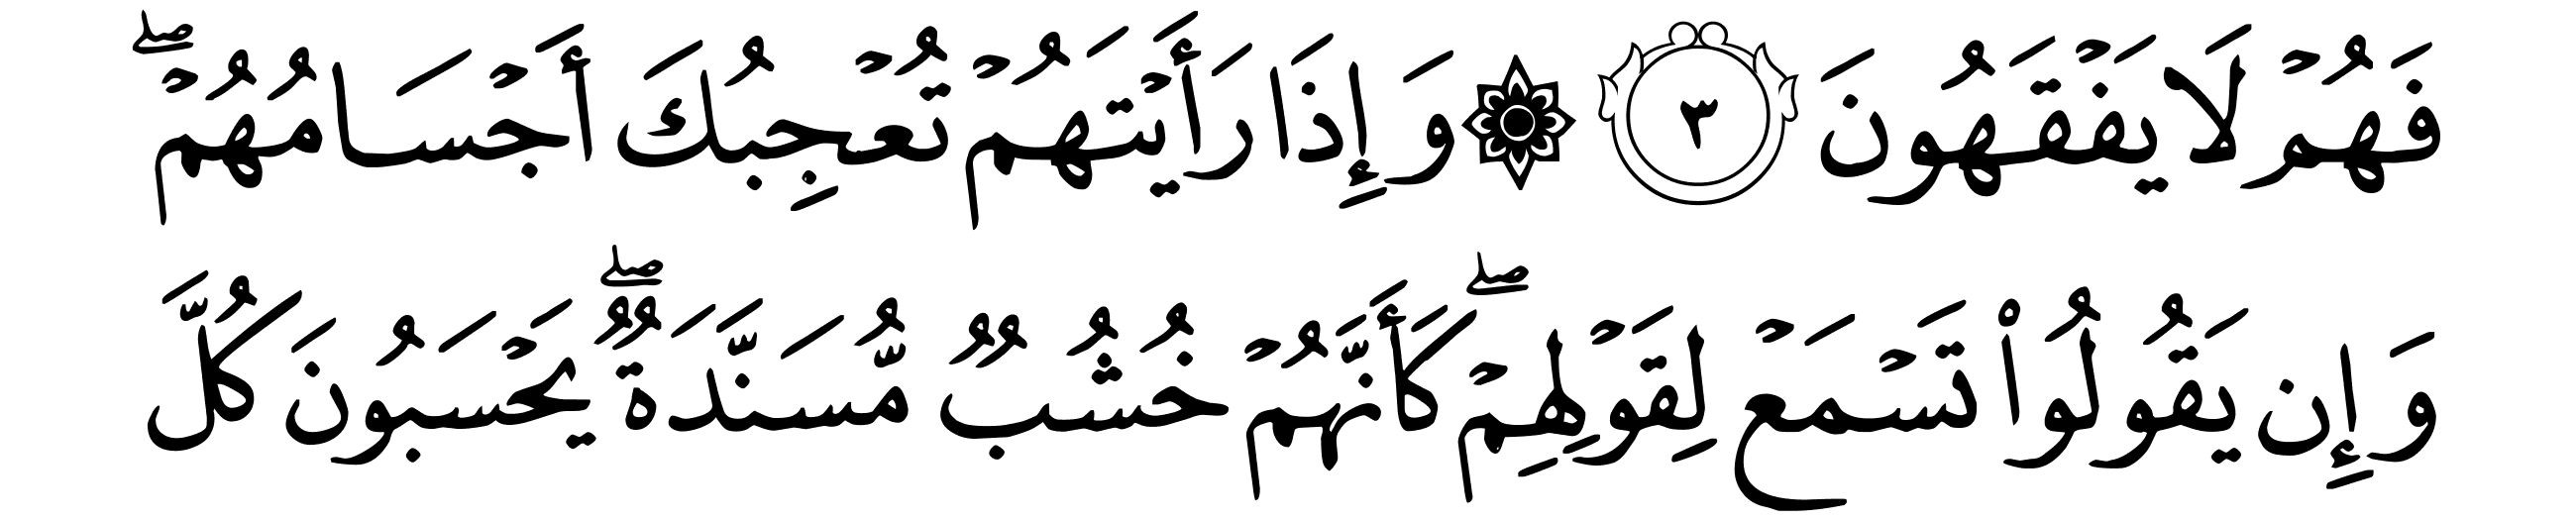 فَهُمْ لَا يَفْقَهُونَ ٣ ۞ وَإِذَا رَأَيْتَهُمْ تُعْجِبُكَ أَجْسَامُهُمْ ۖ
وَإِن يَقُولُوا۟ تَسْمَعْ لِقَوْلِهِمْ ۖ كَأَنَّهُمْ خُشُبٌ مُّسَنَّدَةٌ ۖ يَحْسَبُونَ كُلَّ